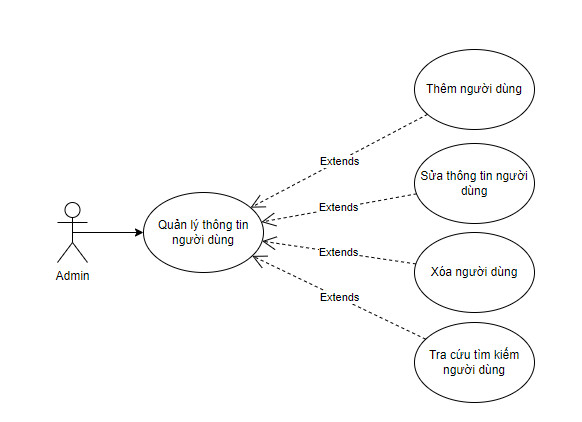 Thêm người dùng
Extends
Sửa thông tin người
dùng
Extends
Quản lý thông tin
người dùng
Extends
Xóa người dùng
Admin
Extends
Tra cứu tìm kiếm
người dùng